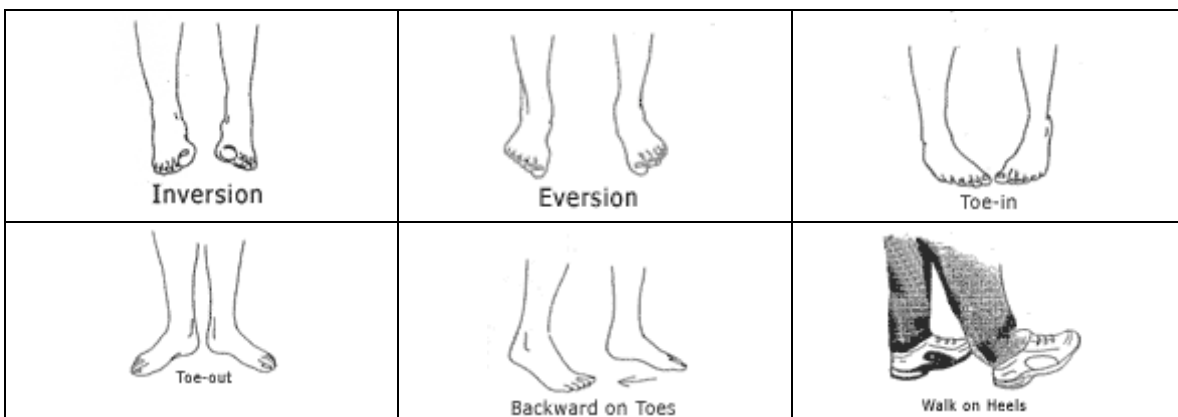 Inversion
Eversion
Toe-in
Toe-out
Backward on Toes
Walk on Heels